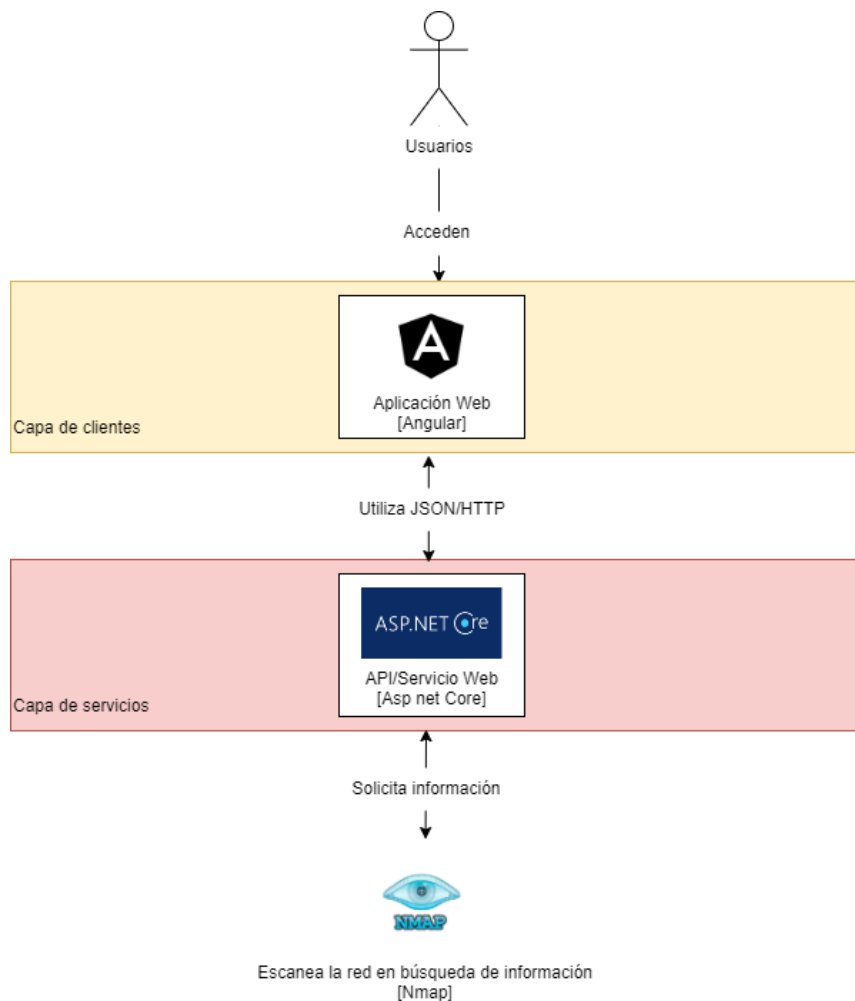 Usuarios
Acceden
A
Aplicación Web
[Angular]
Capa de clientes
Utiliza JSON/HTTP
ASP.NET Core
API/Servicio Web
[Asp net Core]
Capa de servicios
Solicita información
NMAP
Escanea la red en búsqueda de información
[Nmap]